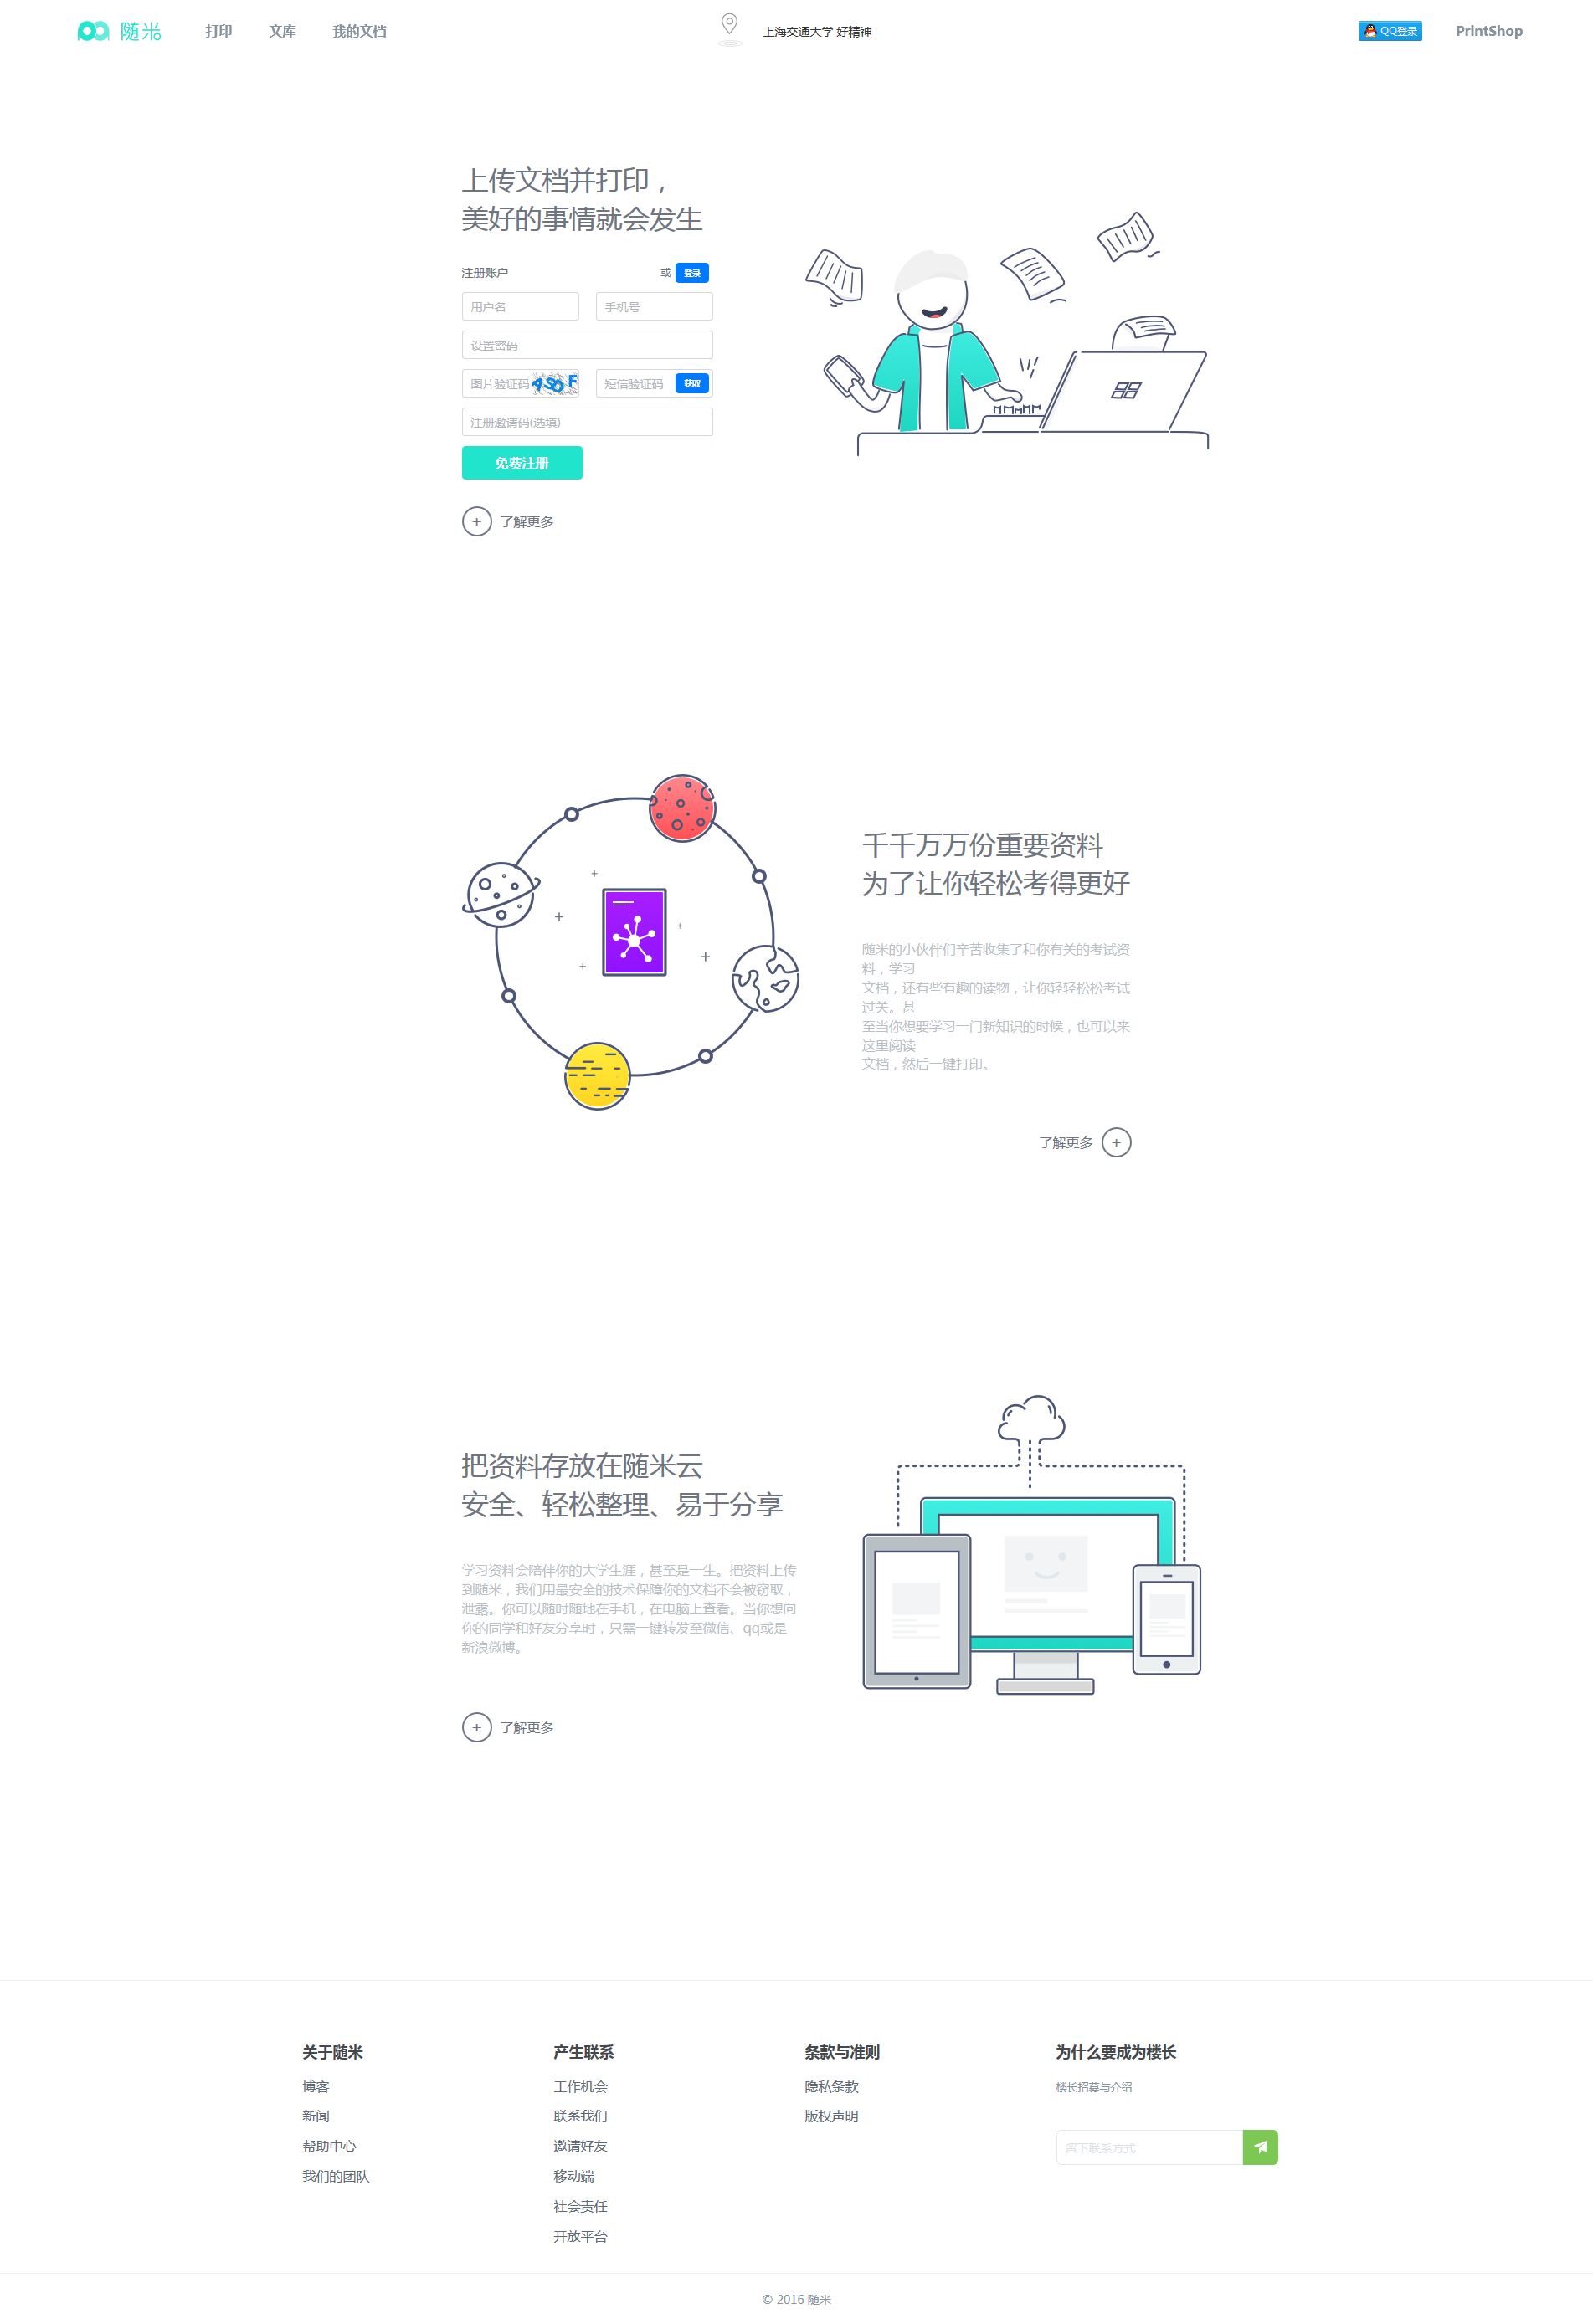 随米
打印
文库
我的文档
上海交通大学 好精神
QQ登录
PrintShop
上传文档并打印，
美好的事情就会发生
注册账户
或 登录
用户名
手机号
设置密码
图片验证码 ASDF
短信验证码 获取
注册邀请码(选填)
免费注册
+ 了解更多
千千万万份重要资料
为了让你轻松考得更好
随米的小伙伴们辛苦收集了和你有关的考试资
料，学习
文档，还有些有趣的读物，让你轻轻松松考试
过关。甚
至当你想要学习一门新知识的时候，也可以来
这里阅读
文档，然后一键打印。
了解更多 +
把资料存放在随米云
安全、轻松整理、易于分享
学习资料会陪伴你的大学生涯，甚至是一生。把资料上传
到随米，我们用最安全的技术保障你的文档不会被窃取，
泄露。你可以随时随地在手机，在电脑上查看。当你想向
你的同学和好友分享时，只需一键转发至微信、qq或是
新浪微博。
+ 了解更多
关于随米
博客
新闻
帮助中心
我们的团队
产生联系
工作机会
联系我们
邀请好友
移动端
社会责任
开放平台
条款与准则
隐私条款
版权声明
为什么要成为楼长
楼长招募与介绍
留下联系方式
© 2016 随米